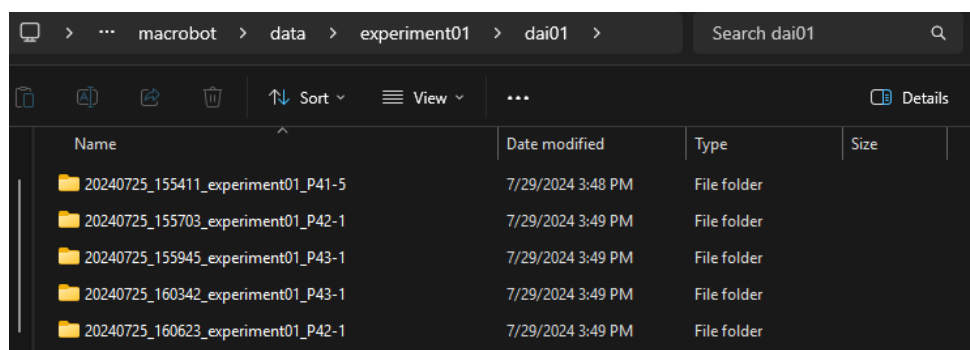 > ... macrobot > data > experiment01 > dai01 > Search dai01
Sort View ... Details
Name Date modified Type Size
20240725_155411_experiment01_P41-5 7/29/2024 3:48 PM File folder
20240725_155703_experiment01_P42-1 7/29/2024 3:49 PM File folder
20240725_155945_experiment01_P43-1 7/29/2024 3:49 PM File folder
20240725_160342_experiment01_P43-1 7/29/2024 3:49 PM File folder
20240725_160623_experiment01_P42-1 7/29/2024 3:49 PM File folder